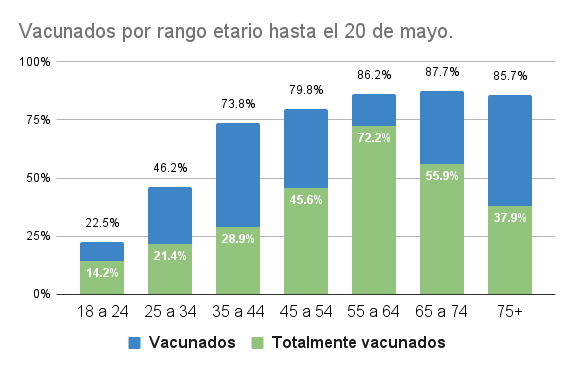 Vacunados por rango etario hasta el 20 de mayo.
100%
75%
50%
25%
0%
22.5%
14.2%
46.2%
21.4%
73.8%
28.9%
79.8%
45.6%
86.2%
72.2%
87.7%
55.9%
85.7%
37.9%
18 a 24
25 a 34
35 a 44
45 a 54
55 a 64
65 a 74
75+
Vacunados
Totalmente vacunados